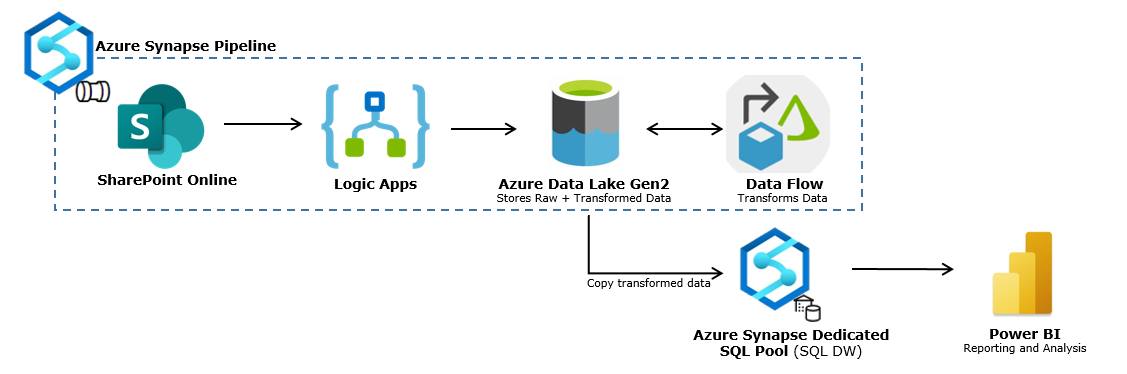 Azure Synapse Pipeline
S
SharePoint Online
Logic Apps
Azure Data Lake Gen2
Stores Raw + Transformed Data
Data Flow
Transforms Data
Copy transformed data
Azure Synapse Dedicated
SQL Pool (SQL DW)
Power BI
Reporting and Analysis